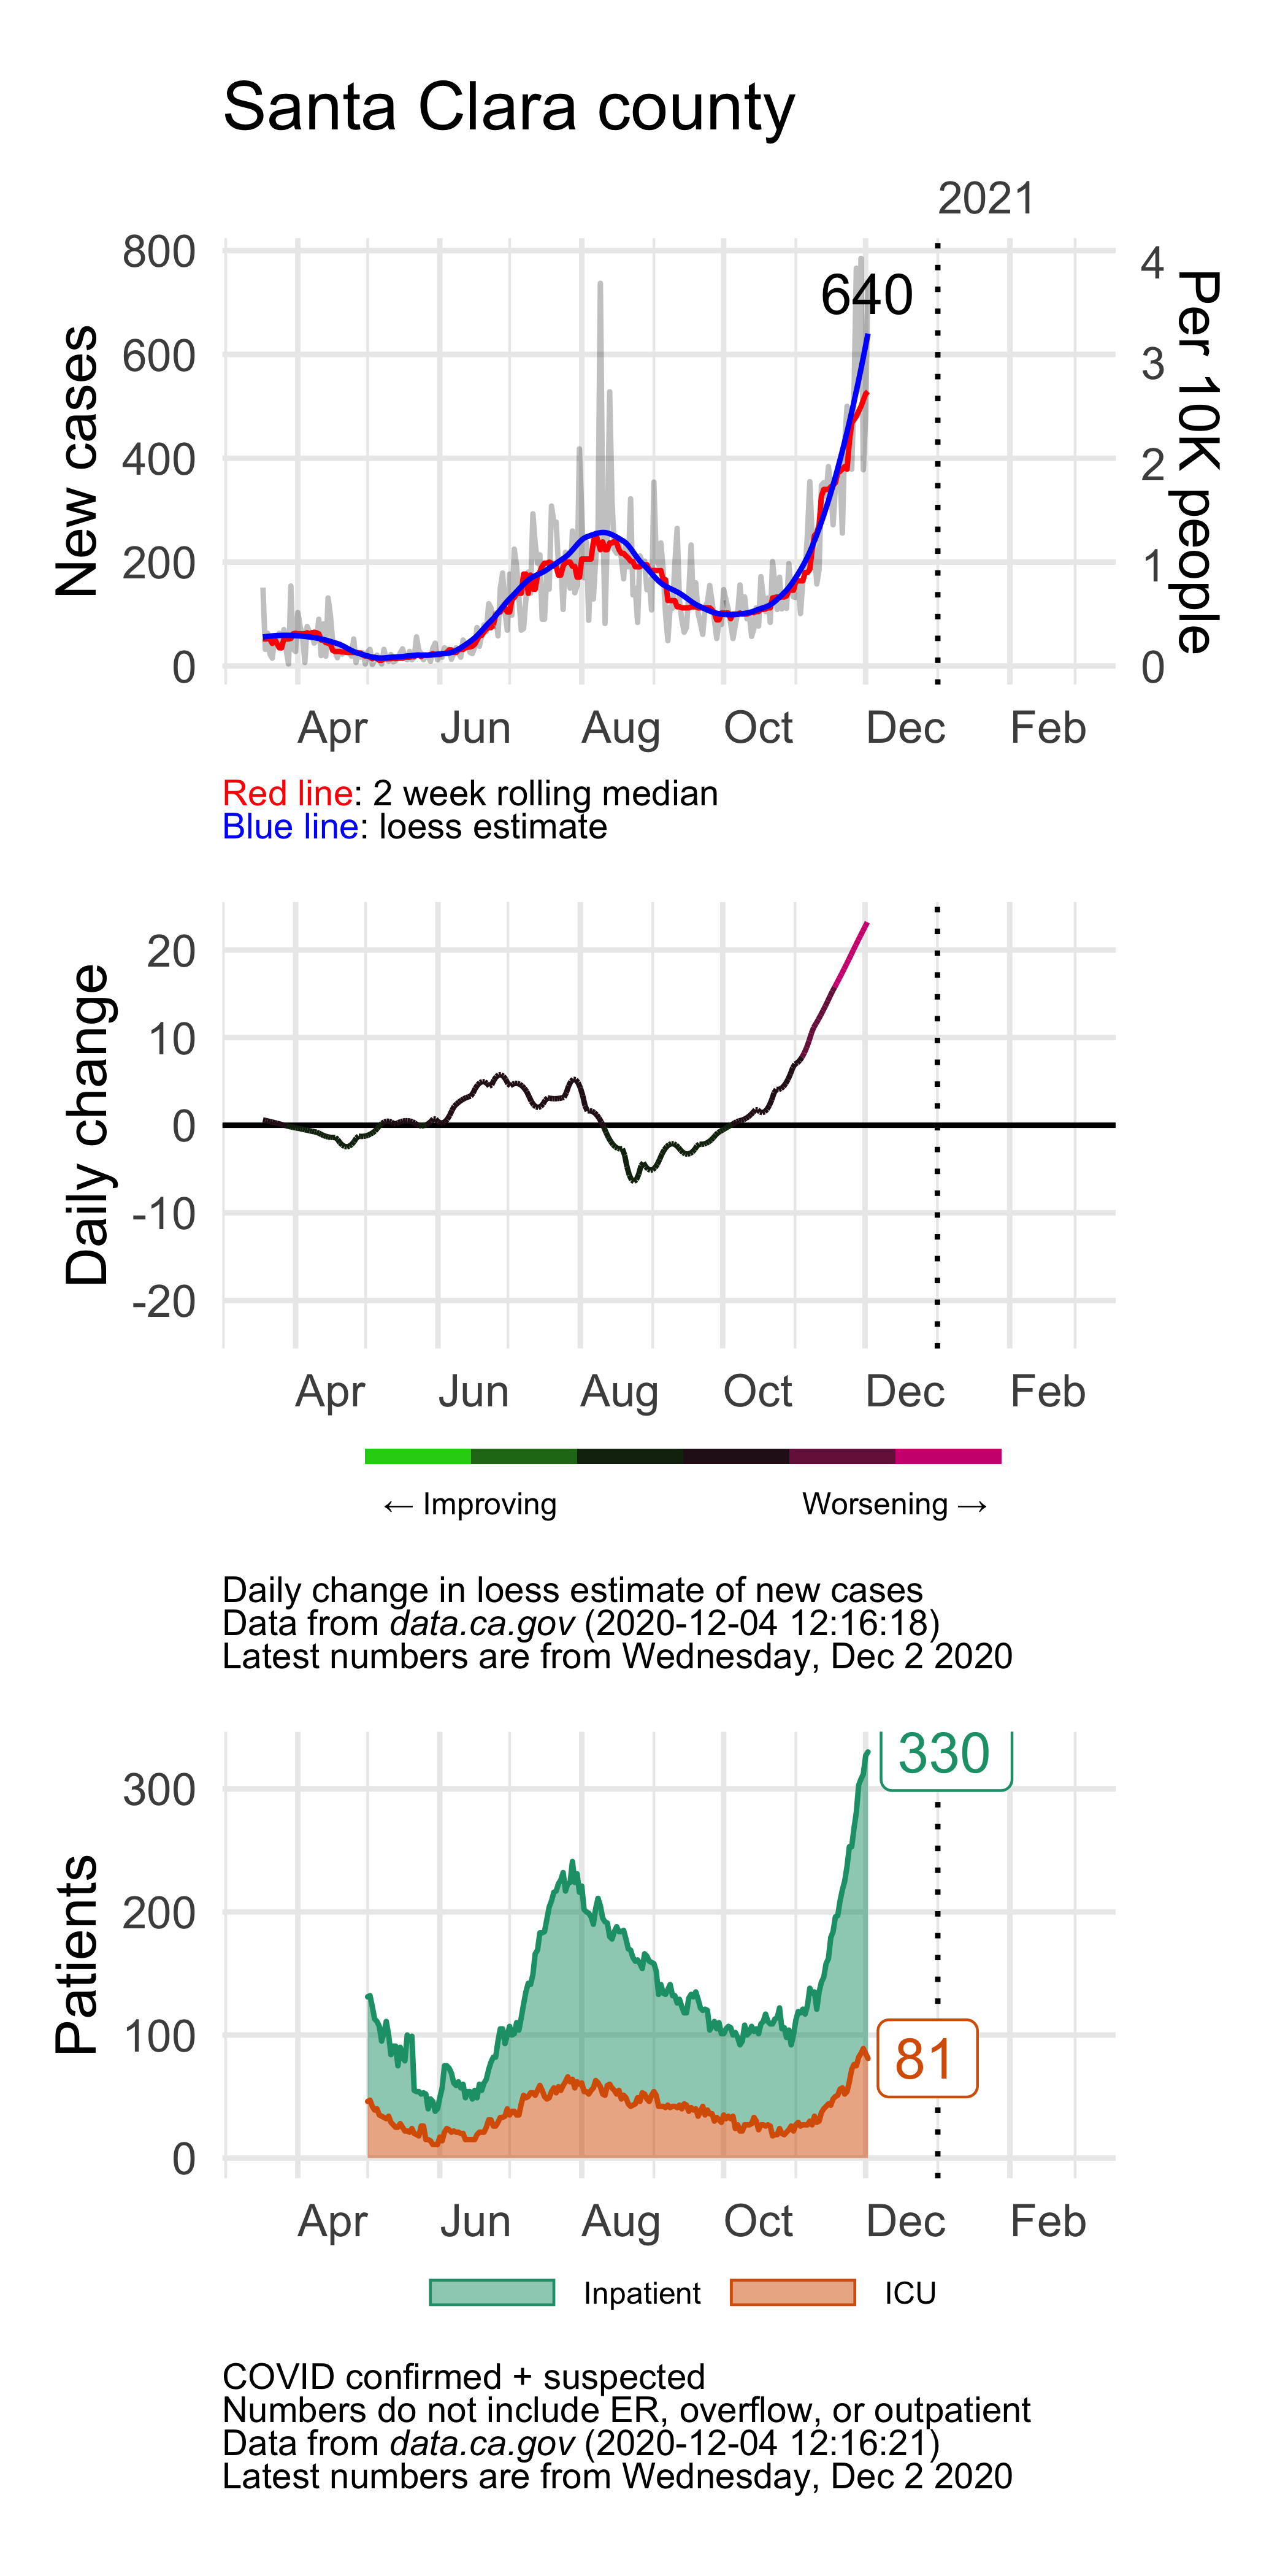 Santa Clara county
2021
800
600
400
200
0
New cases
4
3
2
1
0
Per 10K people
640
Apr Jun Aug Oct Dec Feb
Red line: 2 week rolling median
Blue line: loess estimate
20
10
0
-10
-20
Daily change
Apr Jun Aug Oct Dec Feb
← Improving Worsening →
Daily change in loess estimate of new cases
Data from data.ca.gov (2020-12-04 12:16:18)
Latest numbers are from Wednesday, Dec 2 2020
300
200
100
0
Patients
330
81
Apr Jun Aug Oct Dec Feb
Inpatient ICU
COVID confirmed + suspected
Numbers do not include ER, overflow, or outpatient
Data from data.ca.gov (2020-12-04 12:16:21)
Latest numbers are from Wednesday, Dec 2 2020